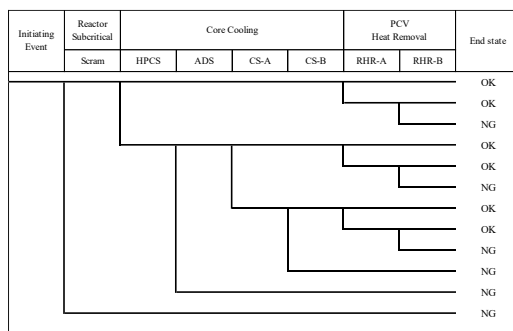 Initiating
Event
Reactor
Subcritical
Core Cooling
PCV
Heat Removal
End state
Scram
HPCS
ADS
CS-A
CS-B
RHR-A
RHR-B
OK
OK
NG
OK
OK
NG
OK
OK
NG
NG
NG
NG